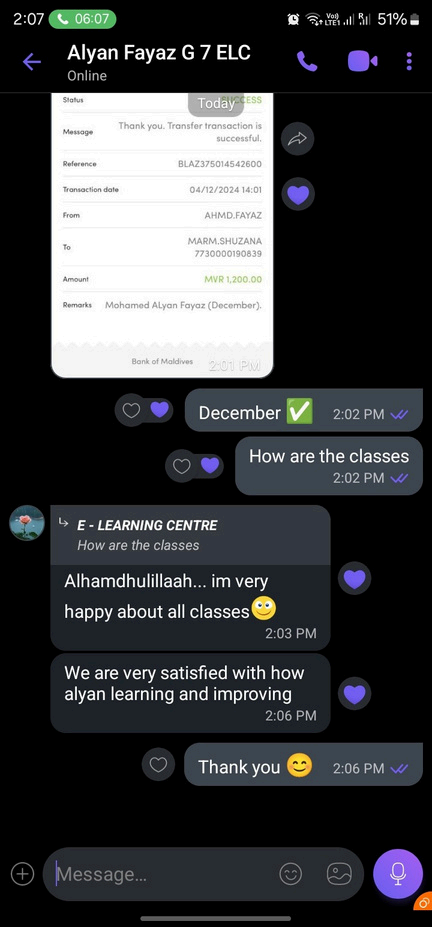 2:07 06:07 Vo)) LTE1 R 51%
Alyan Fayaz G 7 ELC
Online
Today
Status SUCCESS
Message Thank you. Transfer transaction is
successful.
Reference BLAZ375014542600
Transaction date 04/12/2024 14:01
From AHMD.FAYAZ
To MARM.SHUZANA
7730000190839
Amount MVR 1,200.00
Remarks Mohamed ALyan Fayaz (December).
Bank of Maldives 2:01 PM
December ✅ 2:02 PM
How are the classes
2:02 PM
E - LEARNING CENTRE
How are the classes
Alhamdhulillaah... im very
happy about all classes🙂
2:03 PM
We are very satisfied with how
alyan learning and improving
2:06 PM
Thank you 😊 2:06 PM
Message...